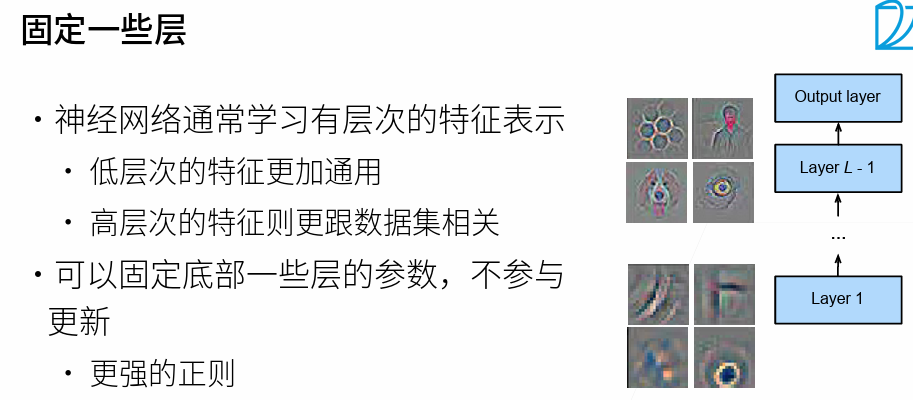 固定一些层
• 神经网络通常学习有层次的特征表示
• 低层次的特征更加通用
• 高层次的特征则更跟数据集相关
• 可以固定底部一些层的参数，不参与
更新
• 更强的正则
Output layer
Layer L - 1
...
Layer 1